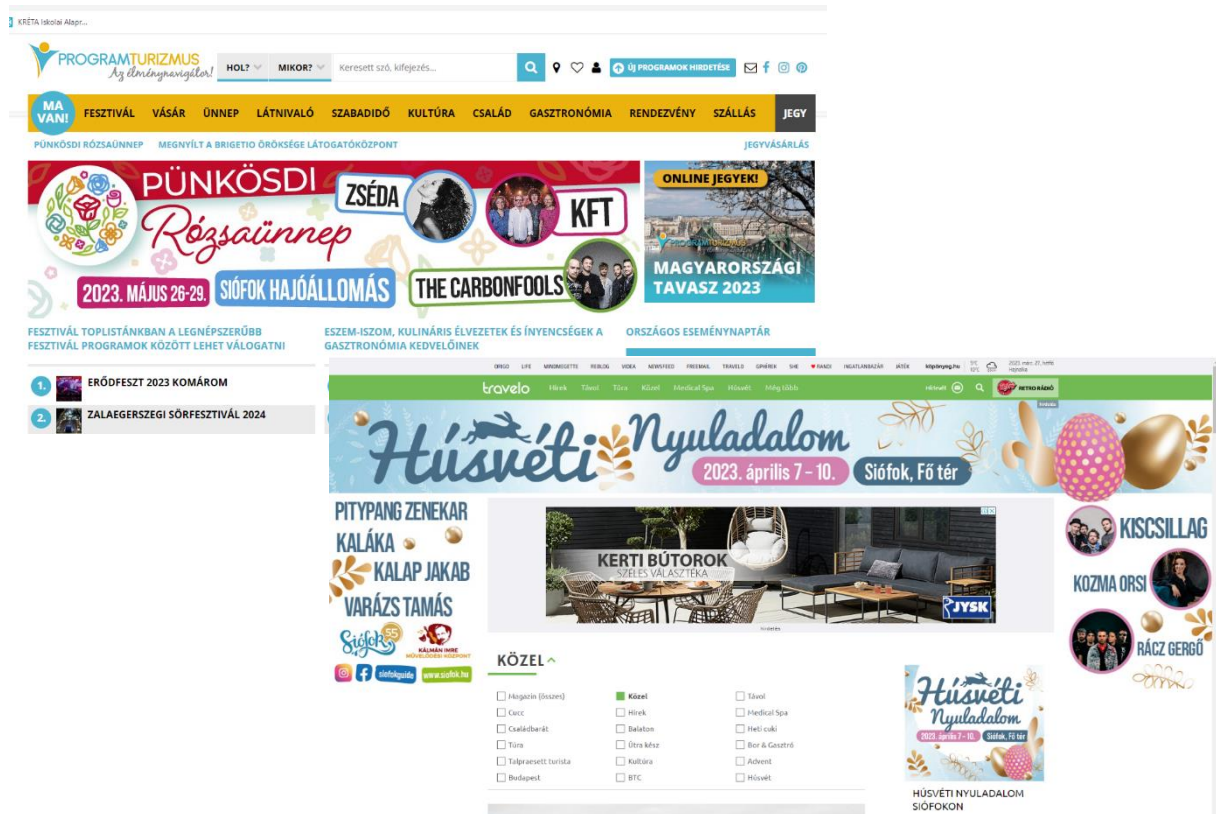 KRÉTA Iskolai Alapr...
PROGRAMTURIZMUS
Az élménynavigátor!
HOL?
MIKOR?
Keresett szó, kifejezés...
ÚJ PROGRAMOK HIRDETÉSE
MA VAN!
FESZTIVÁL VÁSÁR ÜNNEP LÁTNIVALÓ SZABADIDŐ KULTÚRA CSALÁD GASZTRONÓMIA RENDEZVÉNY SZÁLLÁS JEGY
PÜNKÖSDI RÓZSAÜNNEP MEGNYÍLT A BRIGETIO ÖRÖKSÉGE LÁTOGATÓKÖZPONT JEGYVÁSÁRLÁS
PÜNKÖSDI
Rózsaünnep
ZSÉDA
KFT
2023. MÁJUS 26-29.
SIÓFOK HAJÓÁLLOMÁS
THE CARBONFOOLS
ONLINE JEGYEK!
PROGRAMTURIZMUS
MAGYARORSZÁGI
TAVASZ 2023
FESZTIVÁL TOPLISTÁNKBAN A LEGNÉPSZERŰBB
FESZTIVÁL PROGRAMOK KÖZÖTT LEHET VÁLOGATNI
ESZEM-ISZOM, KULINÁRIS ÉLVEZETEK ÉS ÍNYENCSÉGEK A
GASZTRONÓMIA KEDVELŐINEK
ORSZÁGOS ESEMÉNYNAPTÁR
1. ERŐDFESZT 2023 KOMÁROM
2. ZALAEGERSZEGI SÖRFESZTIVÁL 2024
ORIGO LIFE MINDMEGETTE REBLOG VIDEA NEWSFEED FREEMAIL TRAVELO GPHÍREK SHE RANDI INGATLANBAZÁR JÁTÉK köpönyeg.hu
travelo Hírek Távol Túra Közel Medical Spa Húsvét Még több
Hírlevél
RETRO RÁDIÓ
Húsvéti Nyuladalom
2023. április 7 - 10.
Siófok, Fő tér
PITYPANG ZENEKAR
KALÁKA
KALAP JAKAB
VARÁZS TAMÁS
Siófok 55
KÁLMÁN IMRE
MŰVELŐDÉSI KÖZPONT
siofokguide
www.siofok.hu
KERTI BÚTOROK
SZÉLES VÁLASZTÉKA
JYSK
hirdetés
KISCSILLAG
KOZMA ORSI
RÁCZ GERGŐ
KÖZEL
Magazin (összes) Közel Távol
Cucc Hírek Medical Spa
Családbarát Balaton Heti cuki
Túra Útra kész Bor & Gasztró
Talpraesett turista Kultúra Advent
Budapest BTC Húsvét
Húsvéti
Nyuladalom
2023. április 7 - 10.
Siófok, Fő tér
HÚSVÉTI NYULADALOM
SIÓFOKON